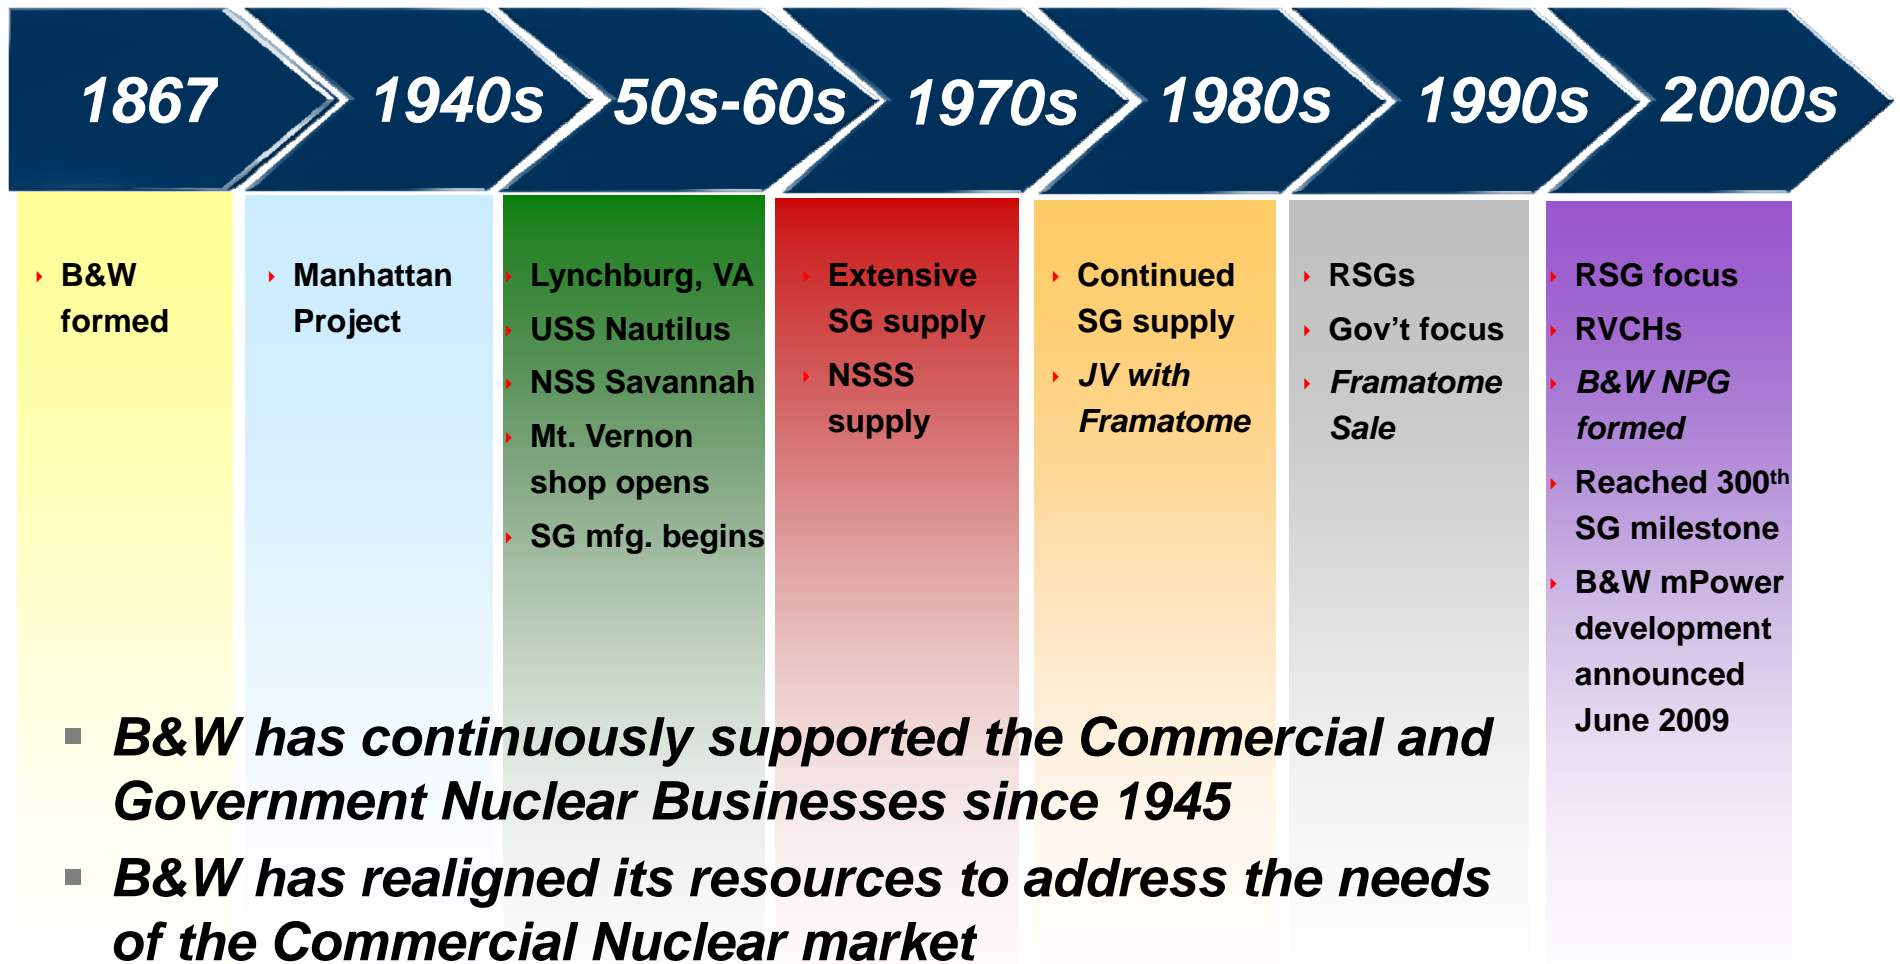 1867
1940s
50s-60s
1970s
1980s
1990s
2000s
B&W
formed
Manhattan
Project
Lynchburg, VA
USS Nautilus
NSS Savannah
Mt. Vernon
shop opens
SG mfg. begins
Extensive
SG supply
NSSS
supply
Continued
SG supply
JV with
Framatome
RSGs
Gov’t focus
Framatome
Sale
RSG focus
RVCHs
B&W NPG
formed
Reached 300th
SG milestone
B&W mPower
development
announced
June 2009
B&W has continuously supported the Commercial and
Government Nuclear Businesses since 1945
B&W has realigned its resources to address the needs
of the Commercial Nuclear market